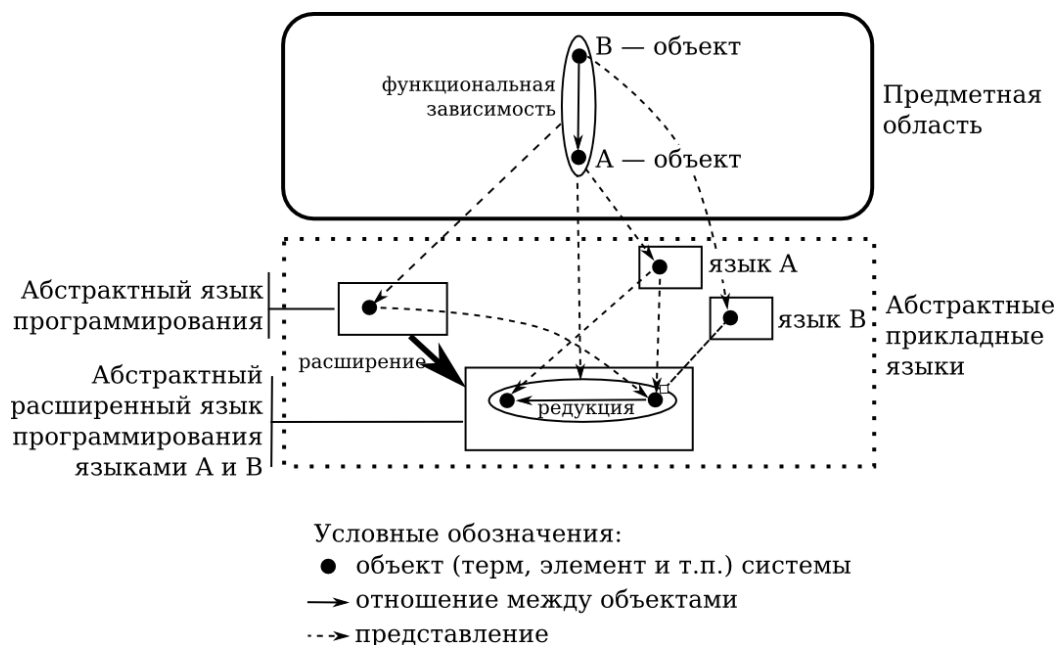 B — объект
функциональная
зависимость
A — объект
Предметная
область
язык A
язык B
Абстрактный язык
программирования
Абстрактные
прикладные
языки
расширение
Абстрактный
расширенный язык
программирования
языками A и B
редукция
Условные обозначения:
объект (терм, элемент и т.п.) системы
отношение между объектами
представление